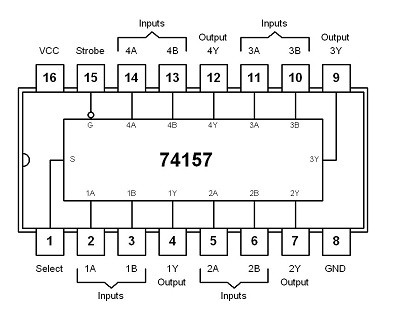 Inputs Inputs
Output Output
VCC Strobe 4A 4B 4Y 3A 3B 3Y
16 15 14 13 12 11 10 9
G 4A 4B 4Y 3A 3B
S 74157 3Y
1A 1B 1Y 2A 2B 2Y
1 2 3 4 5 6 7 8
Select 1A 1B 1Y 2A 2B 2Y GND
Output Output
Inputs Inputs